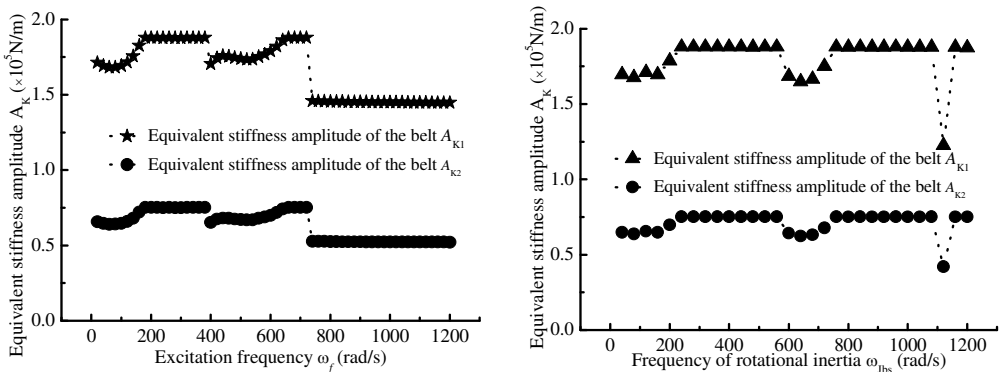 Equivalent stiffness amplitude A_K (×10^5N/m)
2.0
1.5
1.0
0.5
0.0
Equivalent stiffness amplitude of the belt A_K1
Equivalent stiffness amplitude of the belt A_K2
0 200 400 600 800 1000 1200
Excitation frequency ω_f (rad/s)
Equivalent stiffness amplitude A_K (×10^5N/m)
2.0
1.5
1.0
0.5
0.0
Equivalent stiffness amplitude of the belt A_K1
Equivalent stiffness amplitude of the belt A_K2
0 200 400 600 800 1000 1200
Frequency of rotational inertia ω_Jbs (rad/s)